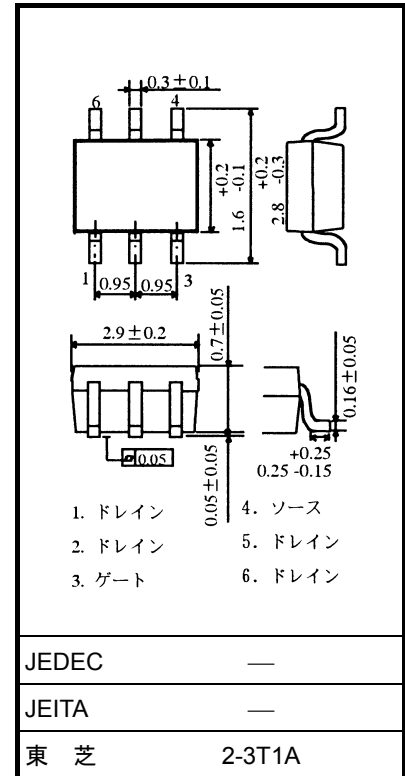 0.3±0.1
6 4
+0.2
1.6 -0.1
+0.2
2.8 -0.3
1 0.95 0.95 3
2.9±0.2
0.7±0.05
0.16±0.05
0.05
0.05±0.05
+0.25
0.25 -0.15
1. ドレイン
2. ドレイン
3. ゲート
4. ソース
5. ドレイン
6. ドレイン
JEDEC ―
JEITA ―
東 芝 2-3T1A